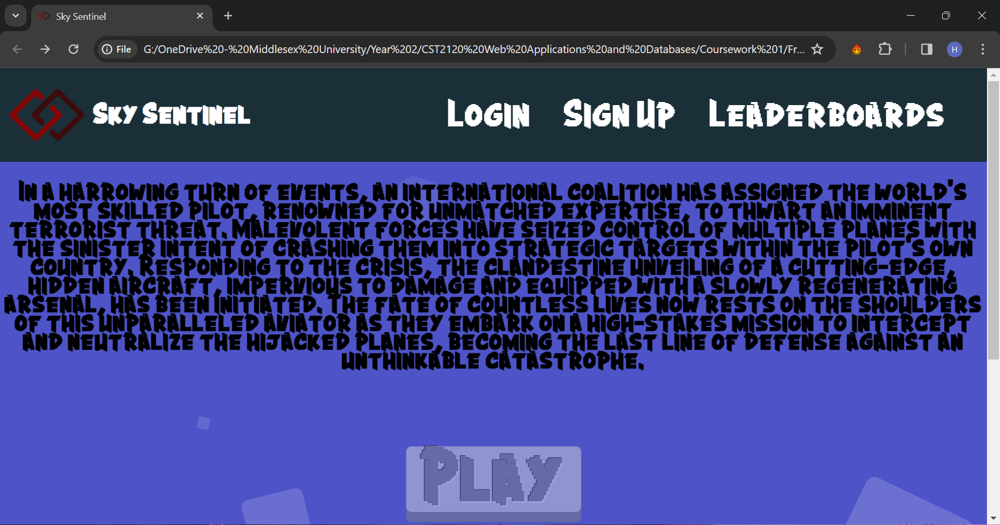 Sky Sentinel
File
G:/OneDrive%20-%20Middlesex%20University/Year%202/CST2120%20Web%20Applications%20and%20Databases/Coursework%201/Fr...
H
Sky Sentinel
Login Sign Up Leaderboards
In a harrowing turn of events, an international coalition has assigned the world's
most skilled pilot, renowned for unmatched expertise, to thwart an imminent
terrorist threat. Malevolent forces have seized control of multiple planes with
the sinister intent of crashing them into strategic targets within the pilot's own
country. Responding to the crisis, the clandestine unveiling of a cutting-edge,
hidden aircraft, impervious to damage and equipped with a slowly regenerating
arsenal, has been initiated. The fate of countless lives now rests on the shoulders
of this unparalleled aviator as they embark on a high-stakes mission to intercept
and neutralize the hijacked planes, becoming the last line of defense against an
unthinkable catastrophe.
Play